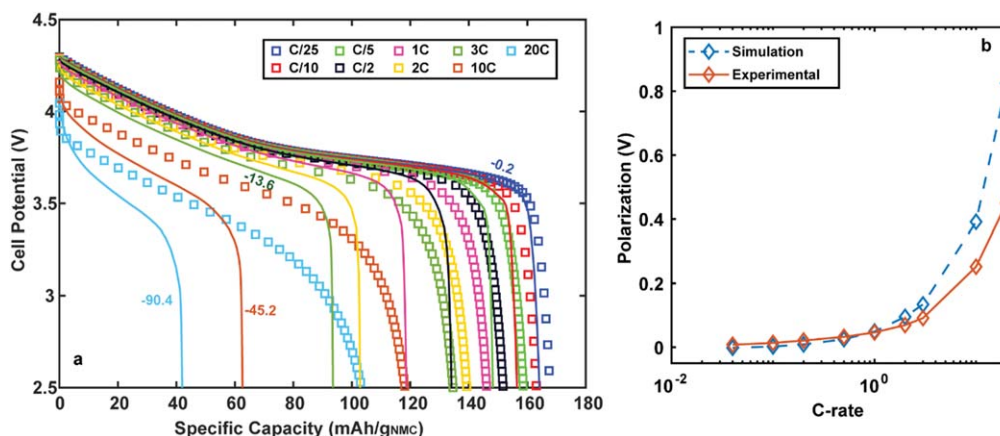 4.5
4
3.5
3
2.5
Cell Potential (V)
0 20 40 60 80 100 120 140 160 180
Specific Capacity (mAh/gNMC)
C/25 C/5 1C 3C 20C
C/10 C/2 2C 10C
-0.2
-13.6
-45.2
-90.4
a
1
0.8
0.6
0.4
0.2
0
Polarization (V)
10-2 100
C-rate
Simulation
Experimental
b